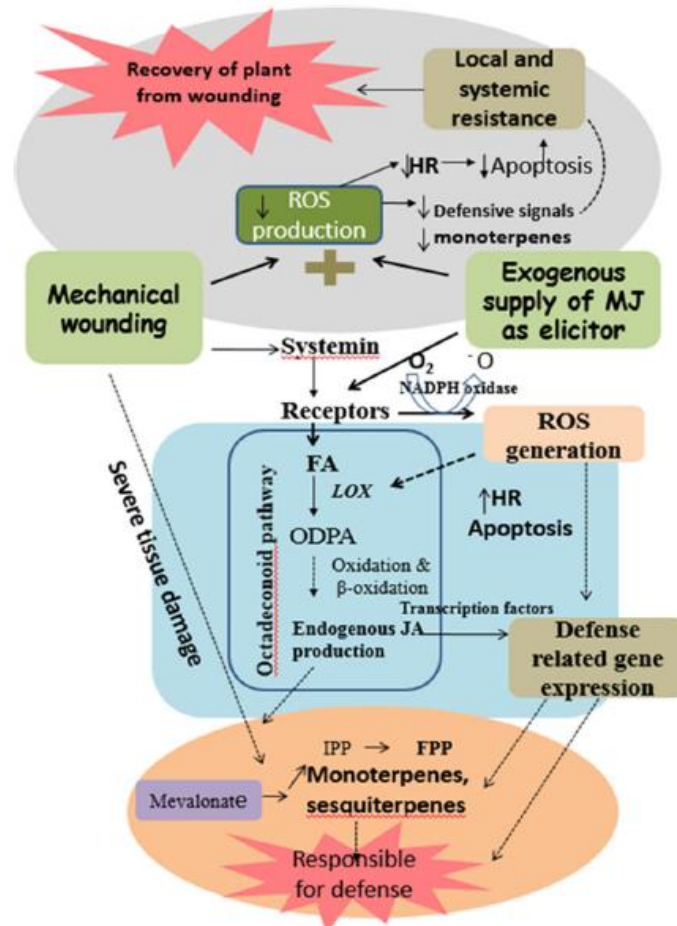 Recovery of plant
from wounding
Local and
systemic
resistance
↓HR
↓Apoptosis
↓ ROS
production
↓ Defensive signals
↓ monoterpenes
+
Mechanical
wounding
Exogenous
supply of MJ
as elicitor
Systemin
O₂
⁻O
NADPH oxidase
Receptors
ROS
generation
FA
LOX
↑HR
Apoptosis
ODPA
Oxidation &
β-oxidation
Octadeconoid pathway
Severe tissue damage
Transcription factors
Endogenous JA
production
Defense
related gene
expression
IPP
FPP
Mevalonate
Monoterpenes,
sesquiterpenes
Responsible
for defense